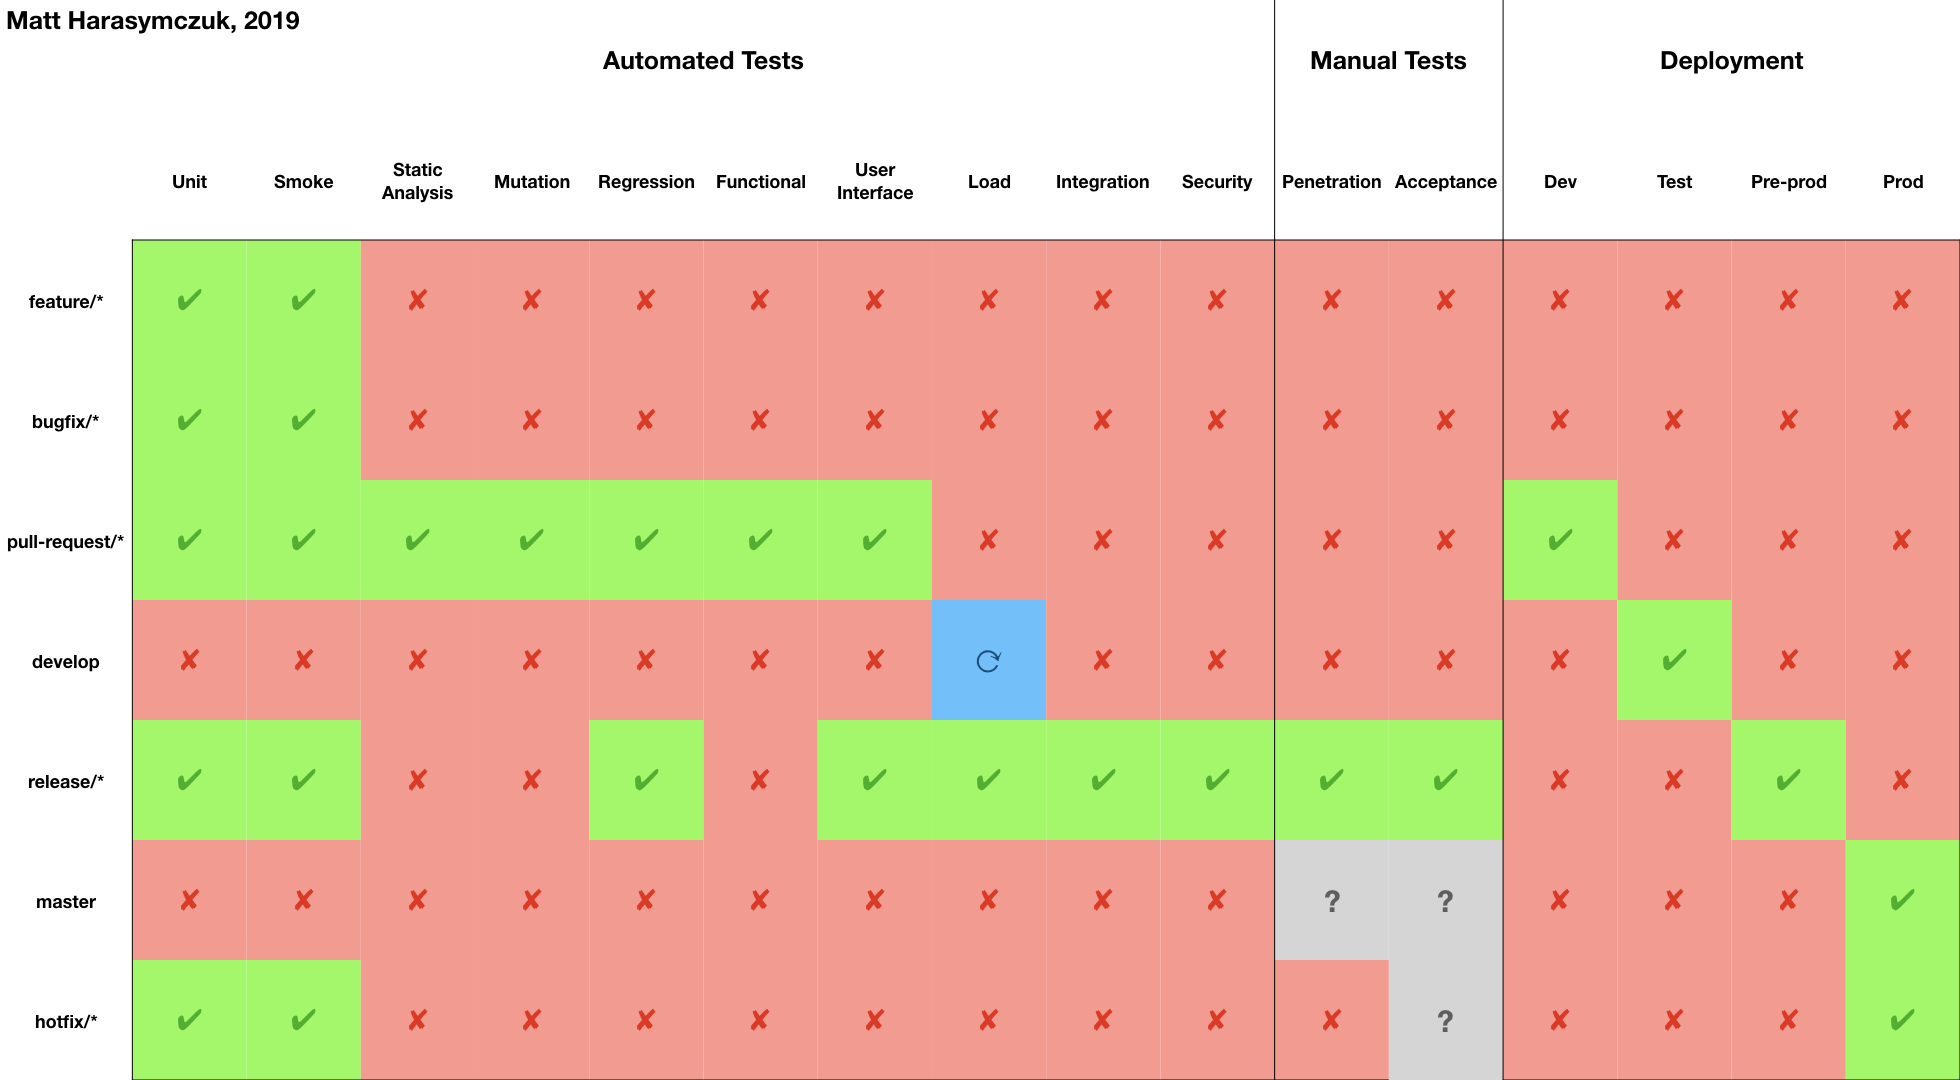 Matt Harasymczuk, 2019
Automated Tests Manual Tests Deployment
Unit Smoke Static Analysis Mutation Regression Functional User Interface Load Integration Security Penetration Acceptance Dev Test Pre-prod Prod
feature/* ✔ ✔ ✘ ✘ ✘ ✘ ✘ ✘ ✘ ✘ ✘ ✘ ✘ ✘ ✘ ✘
bugfix/* ✔ ✔ ✘ ✘ ✘ ✘ ✘ ✘ ✘ ✘ ✘ ✘ ✘ ✘ ✘ ✘
pull-request/* ✔ ✔ ✔ ✔ ✔ ✔ ✔ ✘ ✘ ✘ ✘ ✘ ✔ ✘ ✘ ✘
develop ✘ ✘ ✘ ✘ ✘ ✘ ✘ ⟳ ✘ ✘ ✘ ✘ ✘ ✔ ✘ ✘
release/* ✔ ✔ ✘ ✘ ✔ ✘ ✔ ✔ ✔ ✔ ✔ ✔ ✘ ✘ ✔ ✘
master ✘ ✘ ✘ ✘ ✘ ✘ ✘ ✘ ✘ ✘ ? ? ✘ ✘ ✘ ✔
hotfix/* ✔ ✔ ✘ ✘ ✘ ✘ ✘ ✘ ✘ ✘ ✘ ? ✘ ✘ ✘ ✔